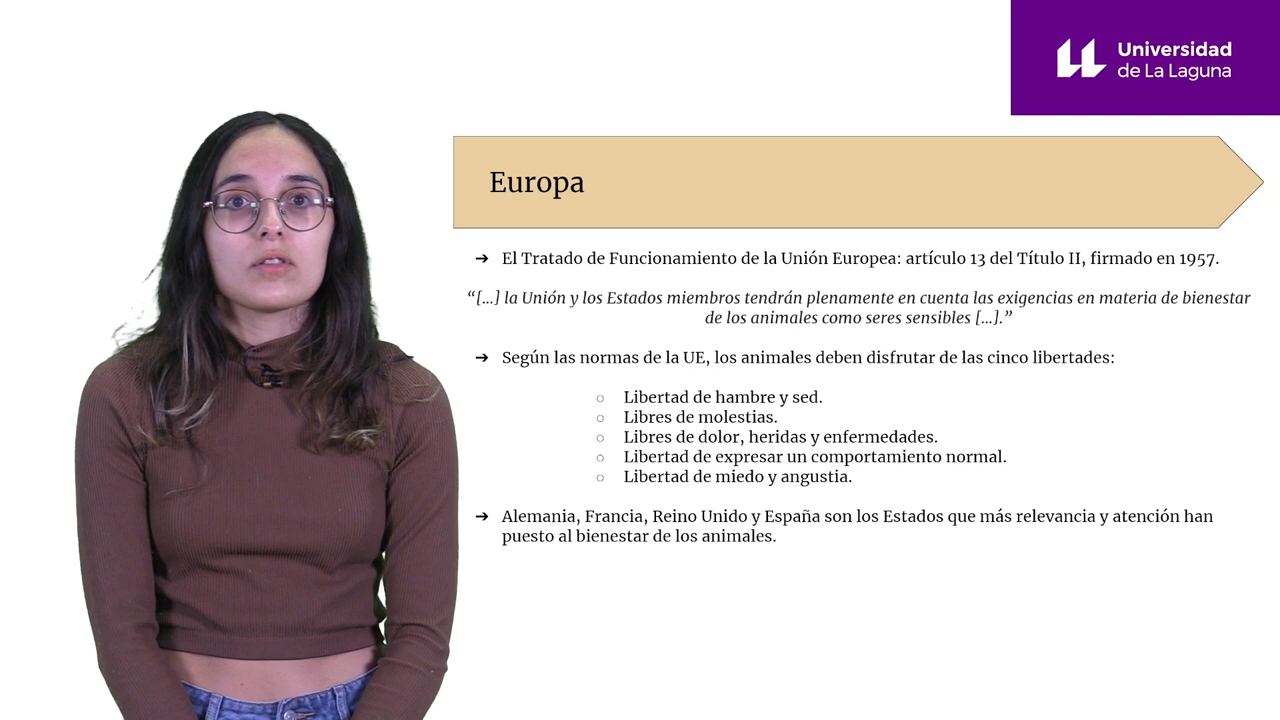 Universidad
de La Laguna
Europa
➔ El Tratado de Funcionamiento de la Unión Europea: artículo 13 del Título II, firmado en 1957.
“[...] la Unión y los Estados miembros tendrán plenamente en cuenta las exigencias en materia de bienestar
de los animales como seres sensibles [...].”
➔ Según las normas de la UE, los animales deben disfrutar de las cinco libertades:
○ Libertad de hambre y sed.
○ Libres de molestias.
○ Libres de dolor, heridas y enfermedades.
○ Libertad de expresar un comportamiento normal.
○ Libertad de miedo y angustia.
➔ Alemania, Francia, Reino Unido y España son los Estados que más relevancia y atención han
puesto al bienestar de los animales.